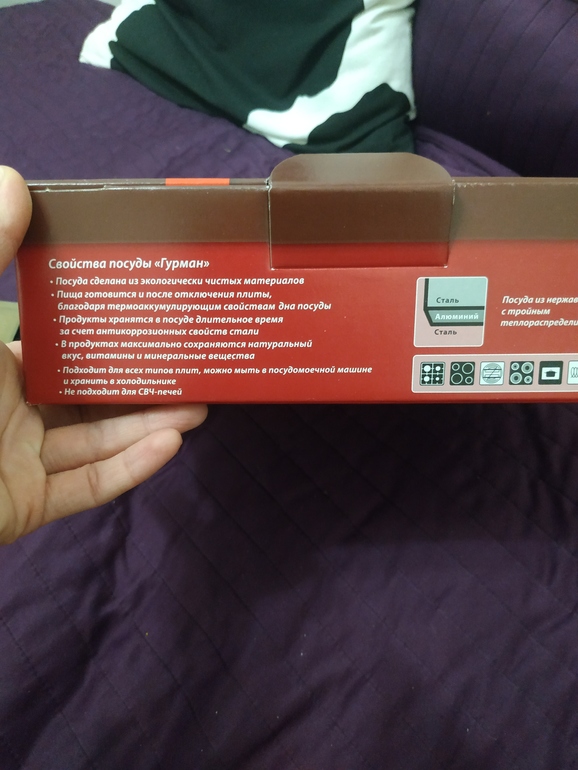 Свойства посуды «Гурман»
• Посуда сделана из экологически чистых материалов
• Пища готовится и после отключения плиты,
благодаря термоаккумулирующим свойствам дна посуды
• Продукты хранятся в посуде длительное время
за счет антикоррозионных свойств стали
• В продуктах максимально сохраняются натуральный
вкус, витамины и минеральные вещества
• Подходит для всех типов плит, можно мыть в посудомоечной машине
и хранить в холодильнике
• Не подходит для СВЧ-печей
Сталь
Алюминий
Сталь
Посуда из
с тройным